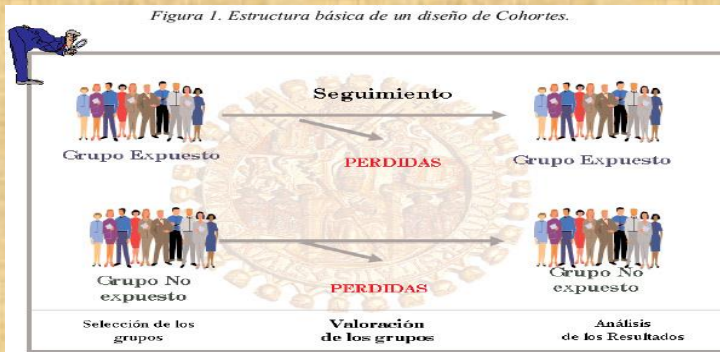 Figura 1. Estructura básica de un diseño de Cohortes.
Seguimiento
Grupo Expuesto
PERDIDAS
Grupo Expuesto
Grupo No
expuesto
PERDIDAS
Grupo No
expuesto
Selección de los
grupos
Valoración
de los grupos
Análisis
de los Resultados